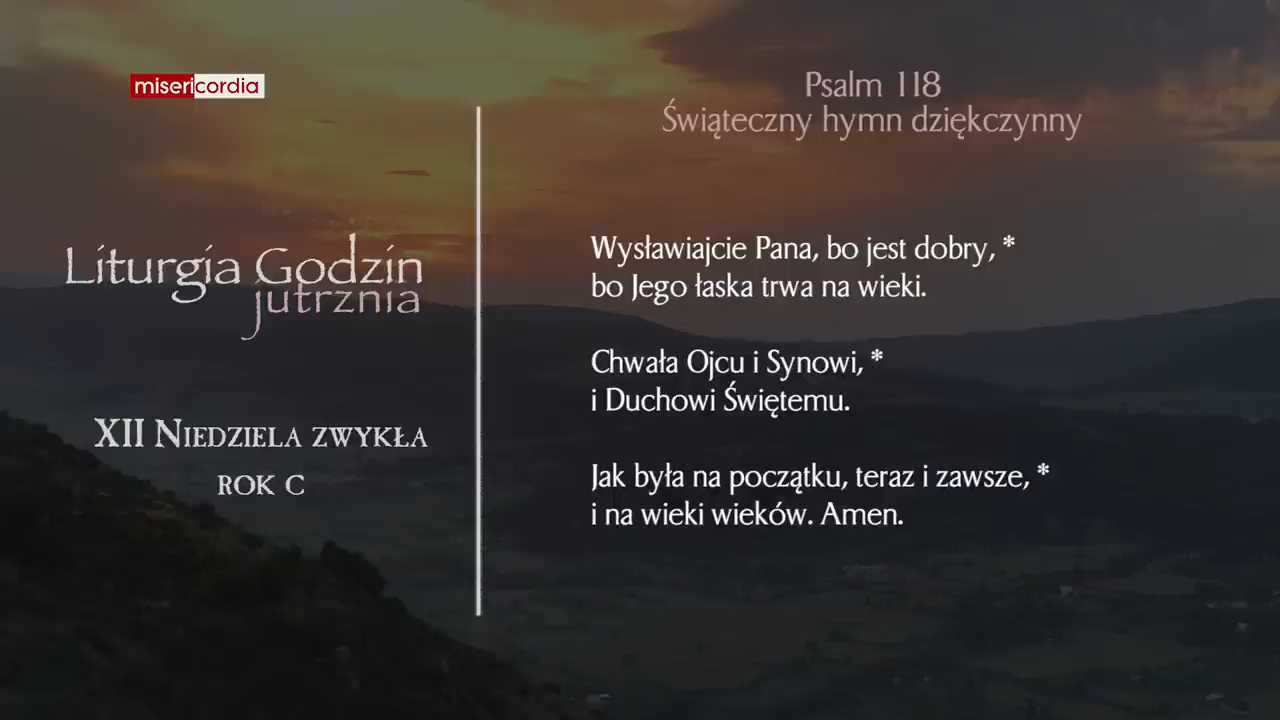 misericordia
Liturgia Godzin
jutrznia
XII Niedziela zwykła
rok C
Psalm 118
Świąteczny hymn dziękczynny
Wysławiajcie Pana, bo jest dobry, *
bo Jego łaska trwa na wieki.
Chwała Ojcu i Synowi, *
i Duchowi Świętemu.
Jak była na początku, teraz i zawsze, *
i na wieki wieków. Amen.